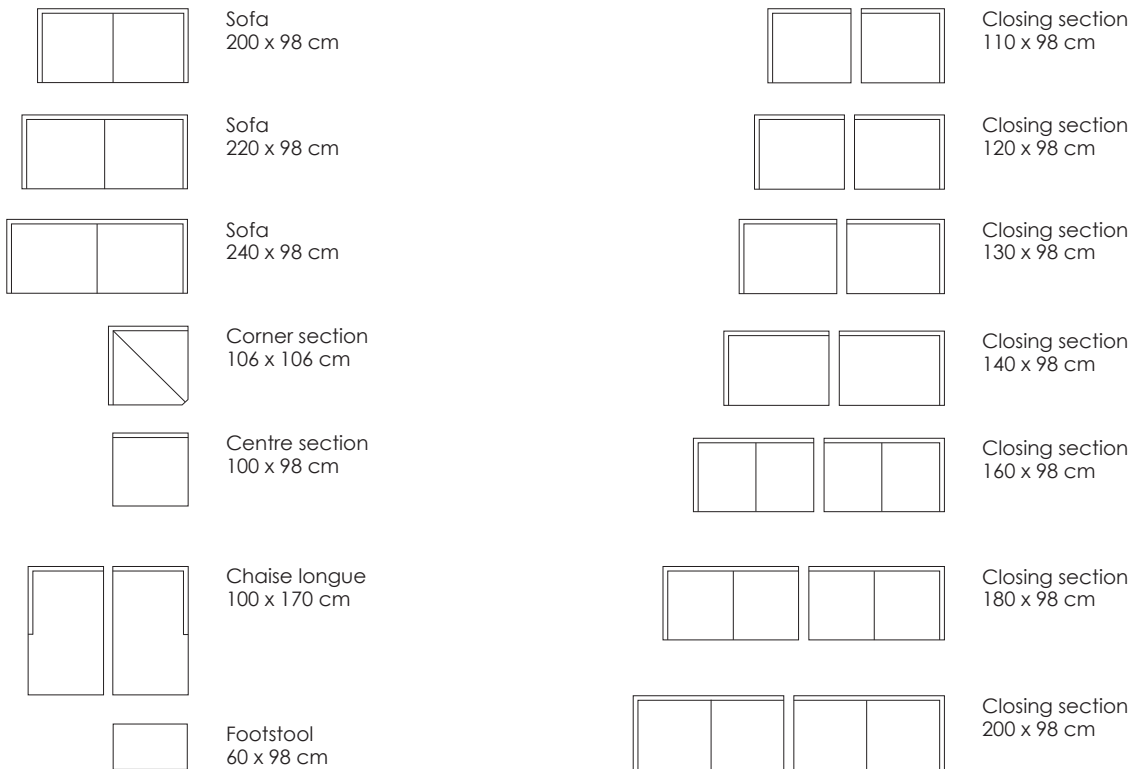 Sofa
200 x 98 cm
Sofa
220 x 98 cm
Sofa
240 x 98 cm
Corner section
106 x 106 cm
Centre section
100 x 98 cm
Chaise longue
100 x 170 cm
Footstool
60 x 98 cm
Closing section
110 x 98 cm
Closing section
120 x 98 cm
Closing section
130 x 98 cm
Closing section
140 x 98 cm
Closing section
160 x 98 cm
Closing section
180 x 98 cm
Closing section
200 x 98 cm